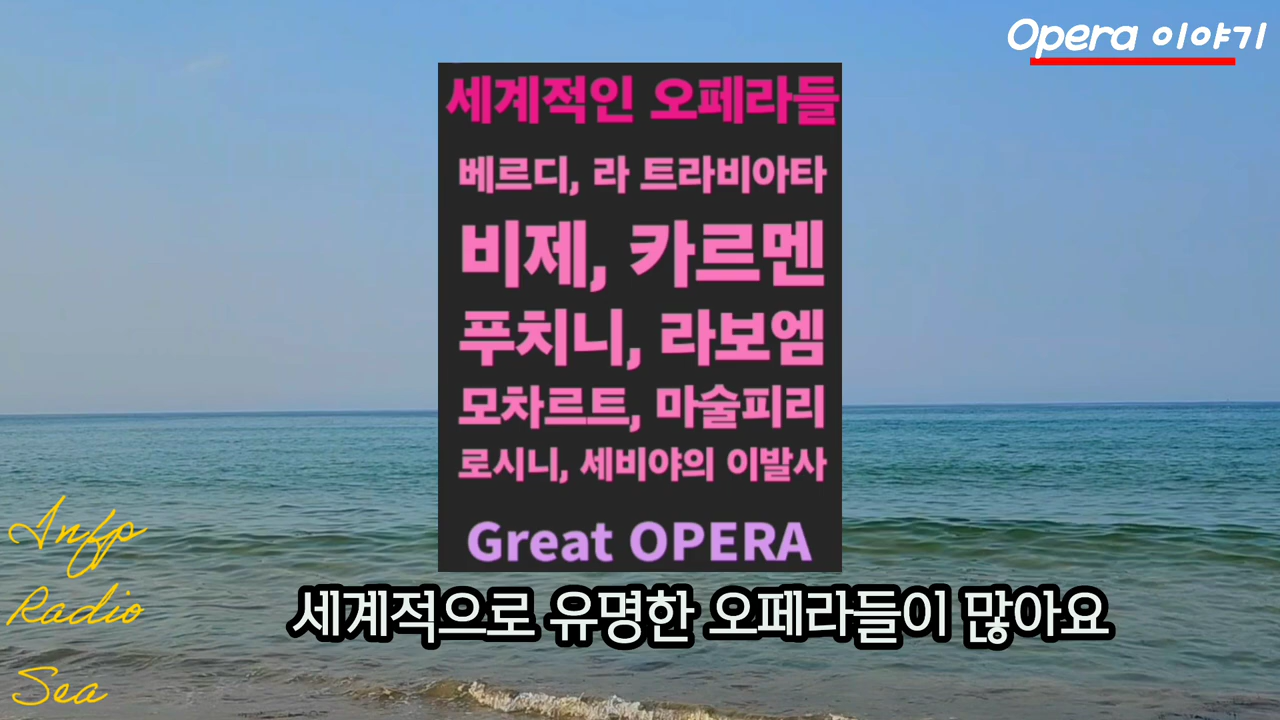 Opera 이야기
세계적인 오페라들
베르디, 라 트라비아타
비제, 카르멘
푸치니, 라보엠
모차르트, 마술피리
로시니, 세비야의 이발사
Great OPERA
세계적으로 유명한 오페라들이 많아요
Infp
Radio
Sea